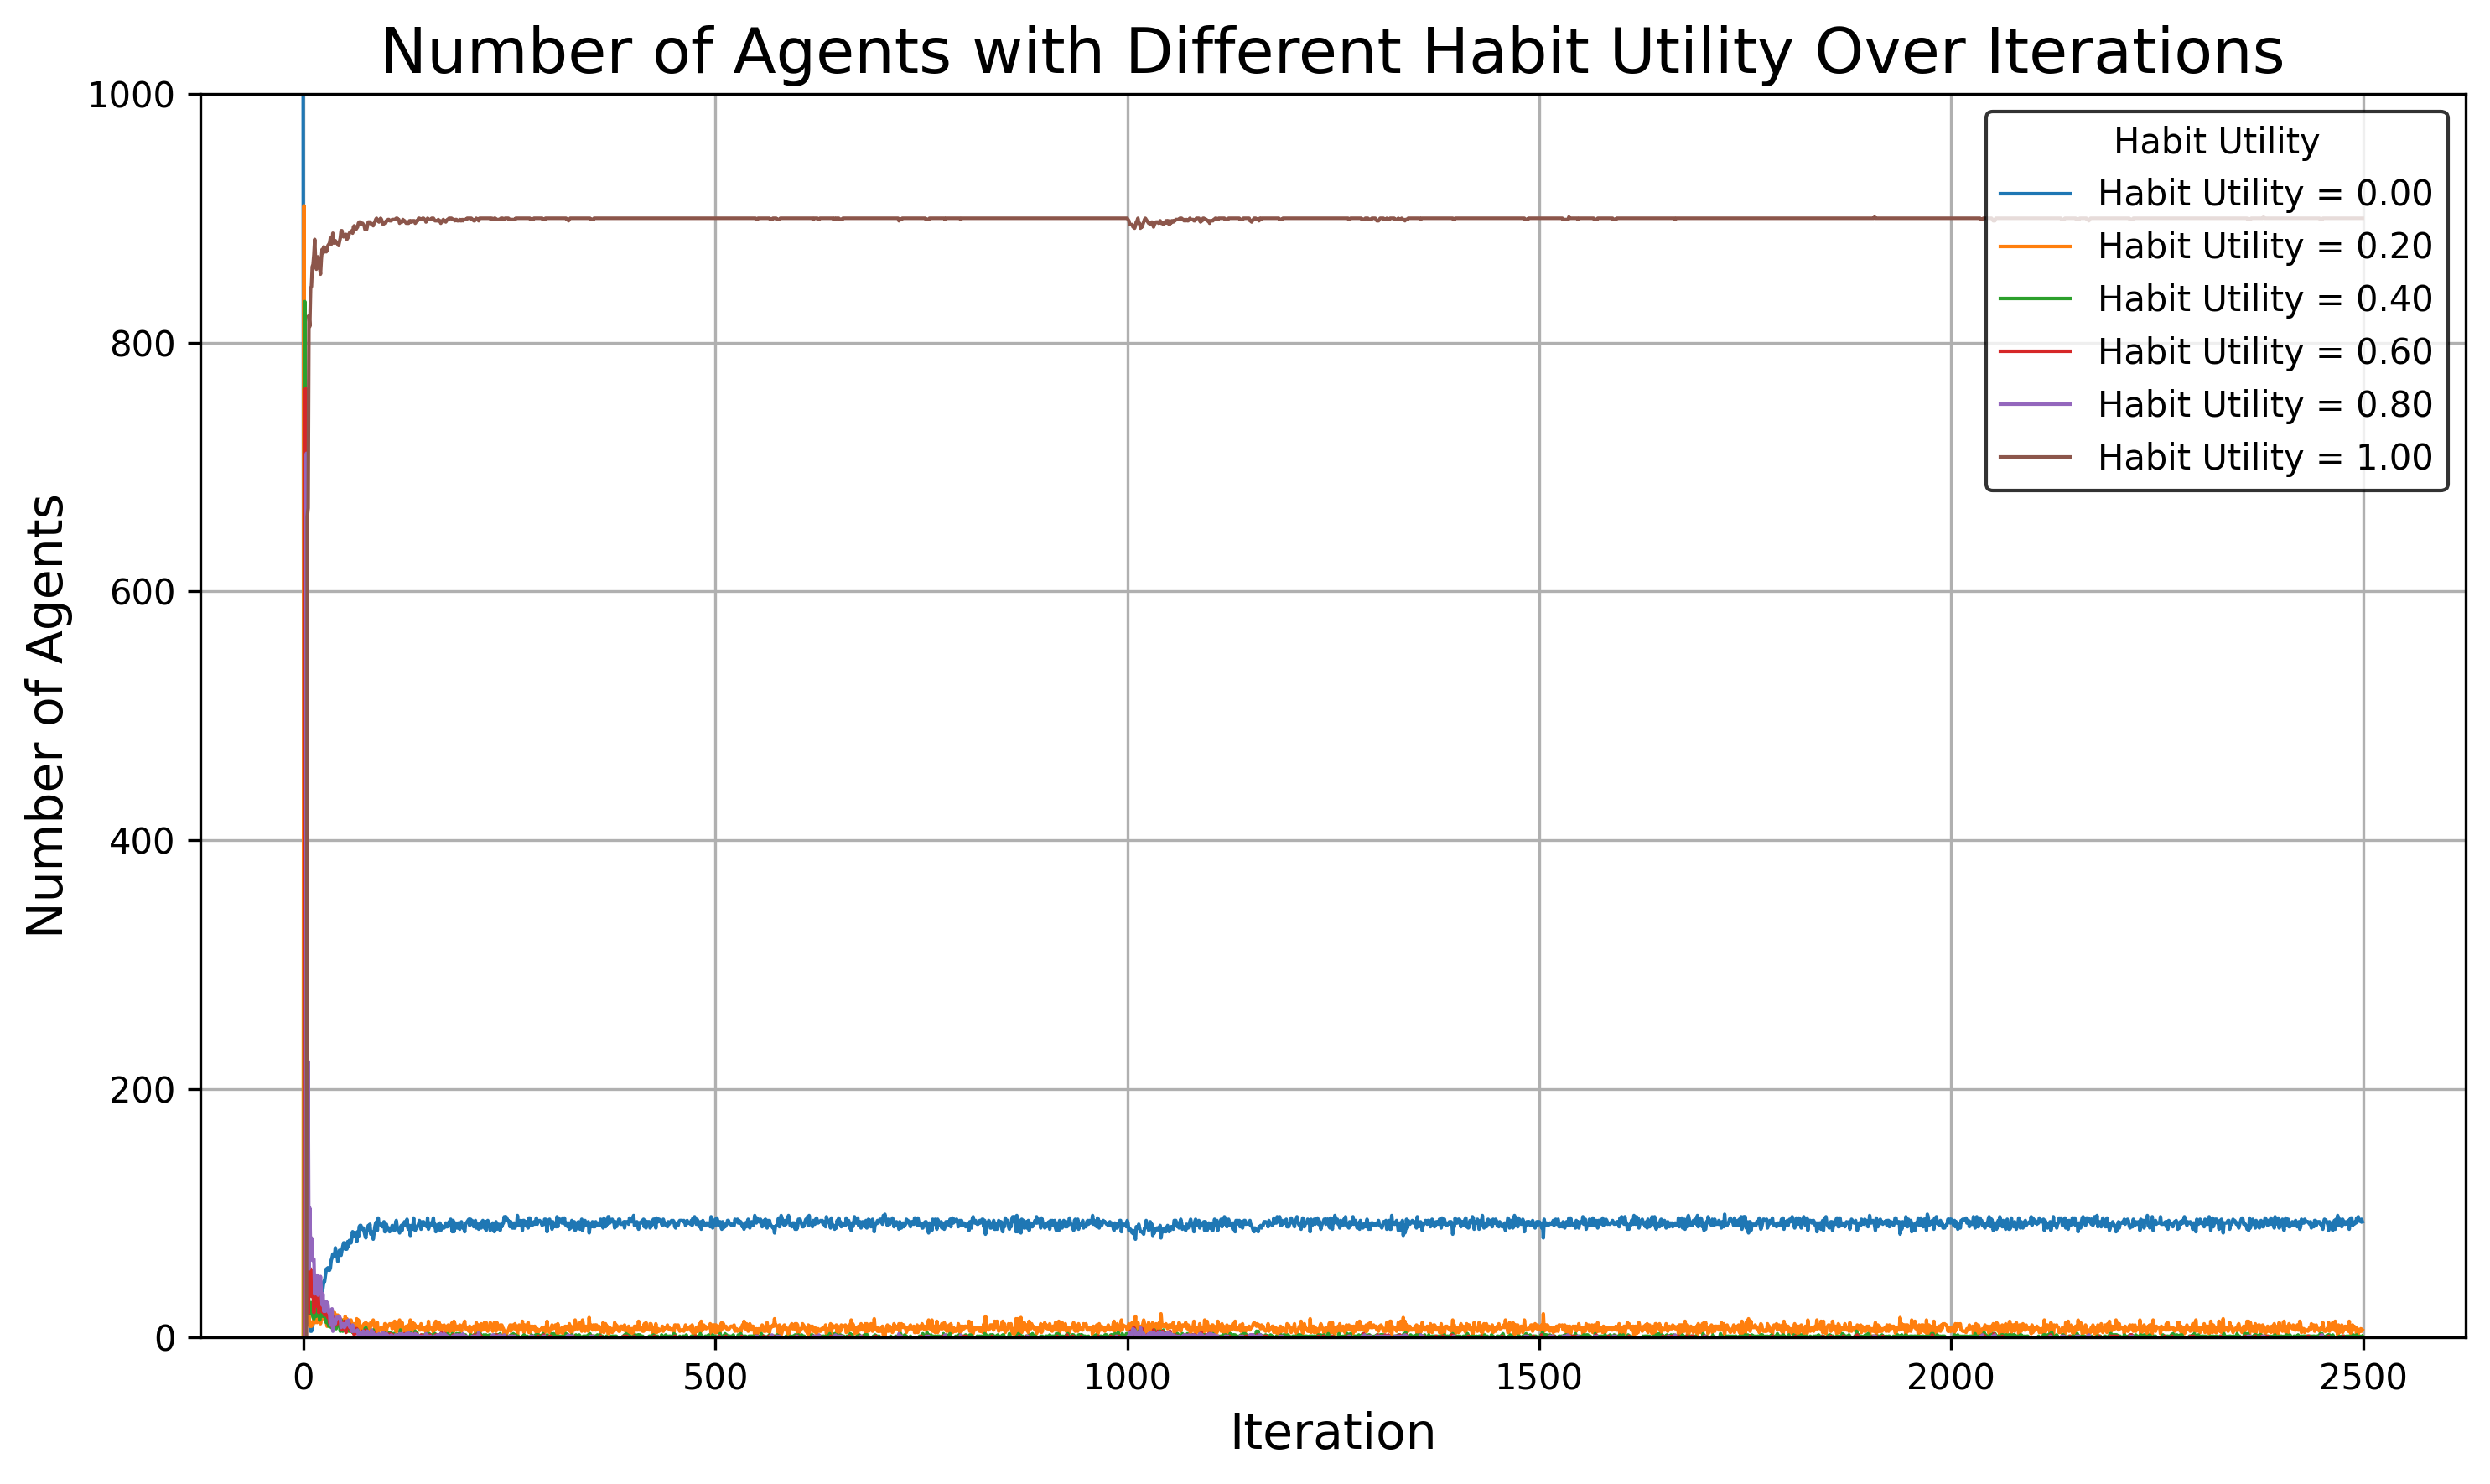 Number of Agents with Different Habit Utility Over Iterations
1000
800
600
400
200
0
Number of Agents
Habit Utility
Habit Utility = 0.00
Habit Utility = 0.20
Habit Utility = 0.40
Habit Utility = 0.60
Habit Utility = 0.80
Habit Utility = 1.00
0 500 1000 1500 2000 2500
Iteration